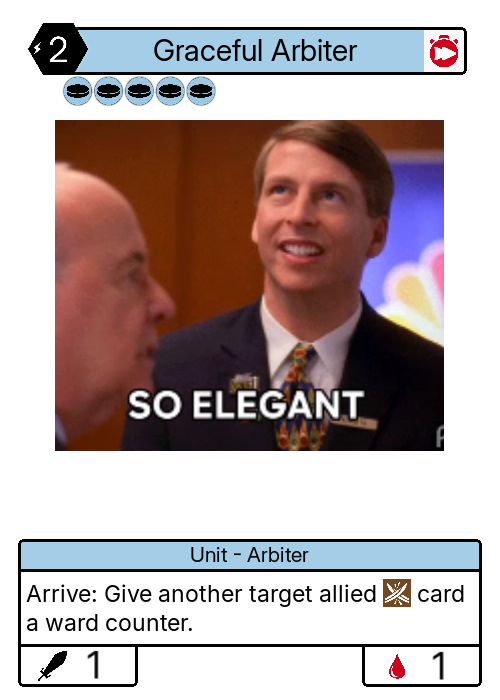 2
Graceful Arbiter
SO ELEGANT
Unit - Arbiter
Arrive: Give another target allied card
a ward counter.
1
1